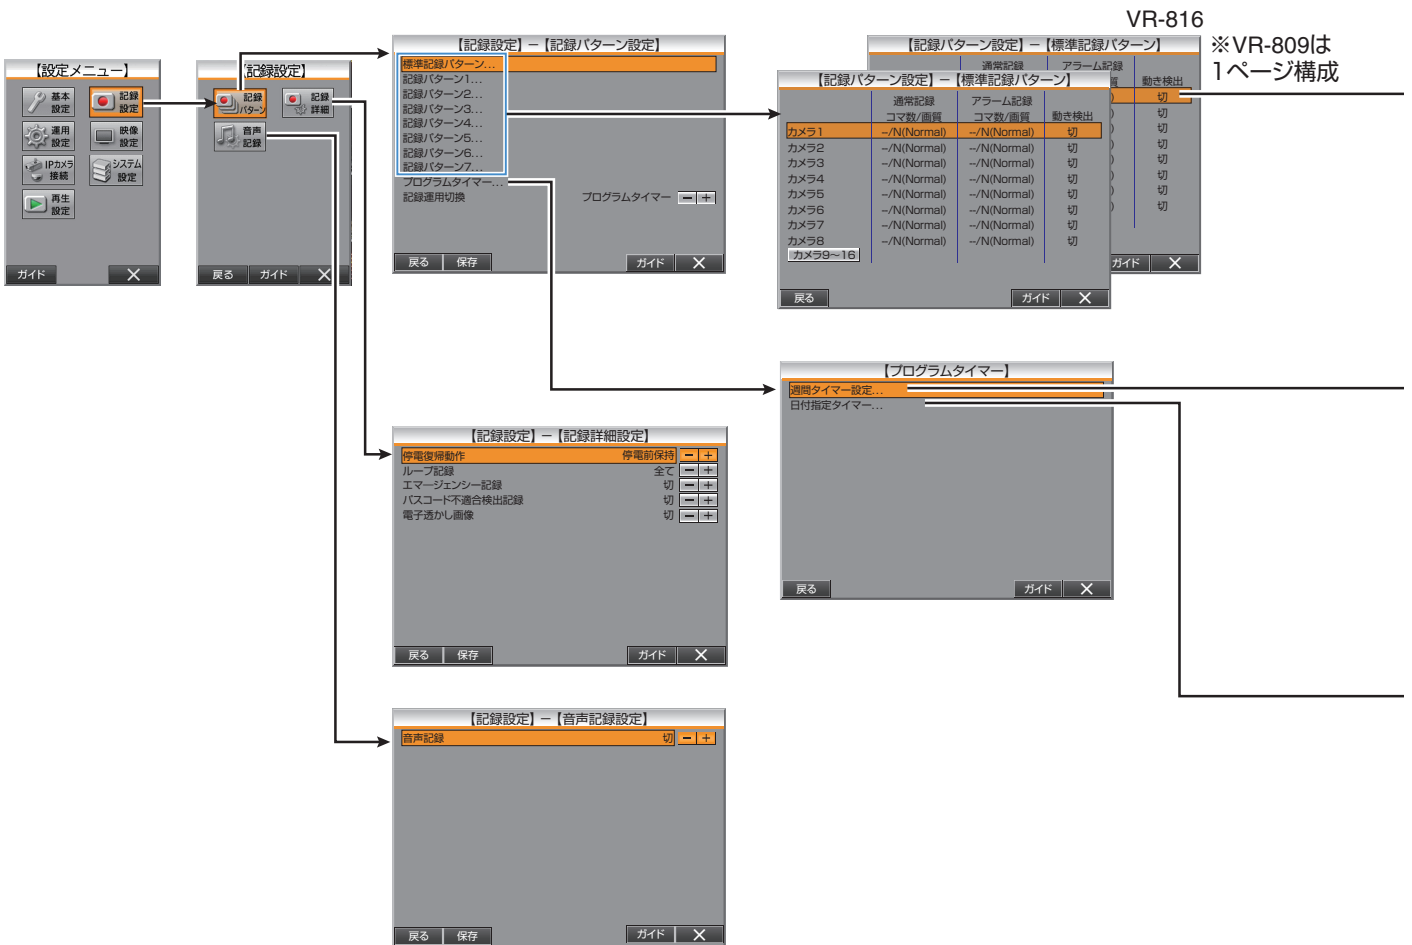 VR-816
※VR-809は
1ページ構成
【設定メニュー】
基本
設定
記録
設定
運用
設定
映像
設定
IPカメラ
接続
システム
設定
再生
設定
ガイド ×
【記録設定】
記録
パターン
記録
詳細
音声
記録
戻る ガイド ×
【記録設定】－【記録パターン設定】
標準記録パターン...
記録パターン1...
記録パターン2...
記録パターン3...
記録パターン4...
記録パターン5...
記録パターン6...
記録パターン7...
プログラムタイマー...
記録運用切換 プログラムタイマー － ＋
戻る 保存 ガイド ×
【記録パターン設定】－【標準記録パターン】
通常記録 アラーム記録
質 動き検出
) 切
) 切
) 切
) 切
) 切
) 切
) 切
) 切
ガイド ×
【記録パターン設定】－【標準記録パターン】
通常記録 アラーム記録
コマ数/画質 コマ数/画質 動き検出
カメラ1 --/N(Normal) --/N(Normal) 切
カメラ2 --/N(Normal) --/N(Normal) 切
カメラ3 --/N(Normal) --/N(Normal) 切
カメラ4 --/N(Normal) --/N(Normal) 切
カメラ5 --/N(Normal) --/N(Normal) 切
カメラ6 --/N(Normal) --/N(Normal) 切
カメラ7 --/N(Normal) --/N(Normal) 切
カメラ8 --/N(Normal) --/N(Normal) 切
カメラ9〜16
戻る ガイド ×
【プログラムタイマー】
週間タイマー設定...
日付指定タイマー...
戻る ガイド ×
【記録設定】－【記録詳細設定】
停電復帰動作 停電前保持 － ＋
ループ記録 全て － ＋
エマージェンシー記録 切 － ＋
パスコード不適合検出記録 切 － ＋
電子透かし画像 切 － ＋
戻る 保存 ガイド ×
【記録設定】－【音声記録設定】
音声記録 切 － ＋
戻る 保存 ガイド ×